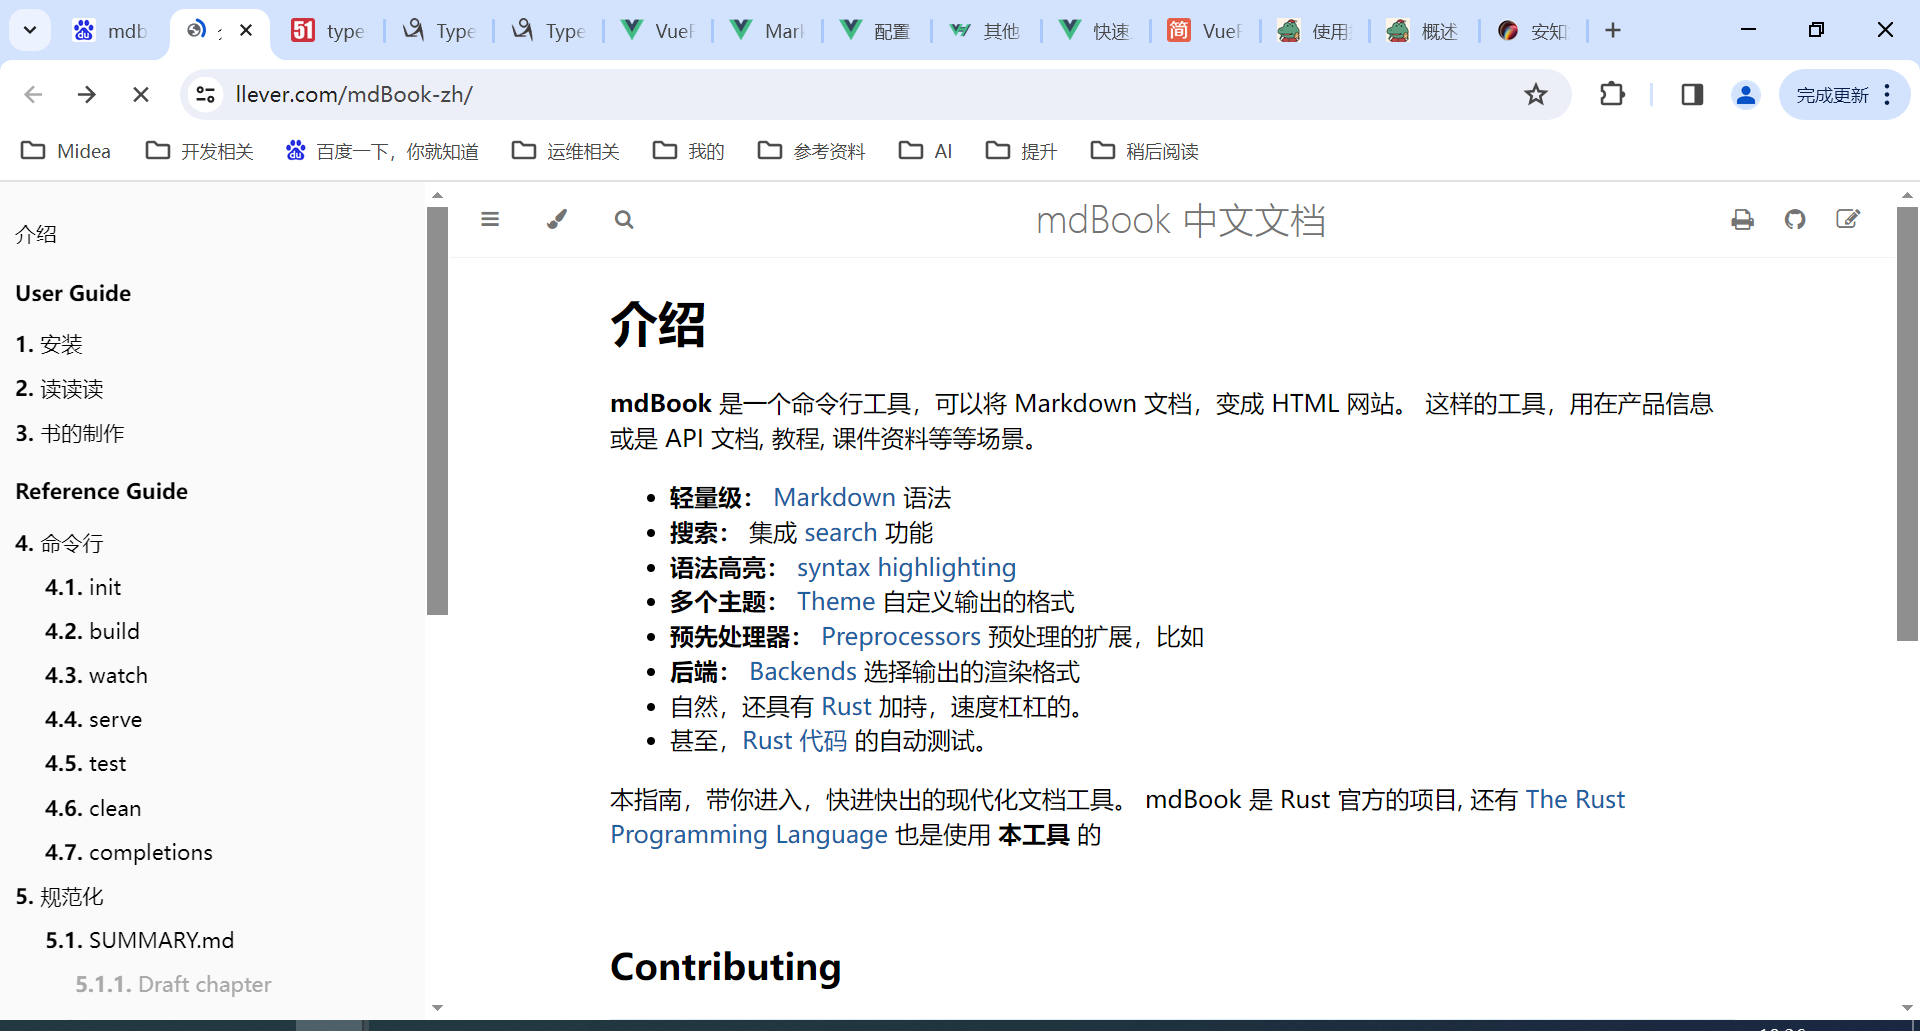 mdb
type
Type
Type
VueF
Mark
配置
其他
快速
VueF
使用
概述
安知
llever.com/mdBook-zh/
完成更新
Midea
开发相关
百度一下，你就知道
运维相关
我的
参考资料
AI
提升
稍后阅读
mdBook 中文文档
介绍
User Guide
1. 安装
2. 读读读
3. 书的制作
Reference Guide
4. 命令行
4.1. init
4.2. build
4.3. watch
4.4. serve
4.5. test
4.6. clean
4.7. completions
5. 规范化
5.1. SUMMARY.md
5.1.1. Draft chapter
介绍
mdBook 是一个命令行工具，可以将 Markdown 文档，变成 HTML 网站。 这样的工具，用在产品信息
或是 API 文档, 教程, 课件资料等等场景。
• 轻量级： Markdown 语法
• 搜索： 集成 search 功能
• 语法高亮： syntax highlighting
• 多个主题： Theme 自定义输出的格式
• 预先处理器： Preprocessors 预处理的扩展，比如
• 后端： Backends 选择输出的渲染格式
• 自然，还具有 Rust 加持，速度杠杠的。
• 甚至，Rust 代码 的自动测试。
本指南，带你进入，快进快出的现代化文档工具。 mdBook 是 Rust 官方的项目, 还有 The Rust
Programming Language 也是使用 本工具 的
Contributing